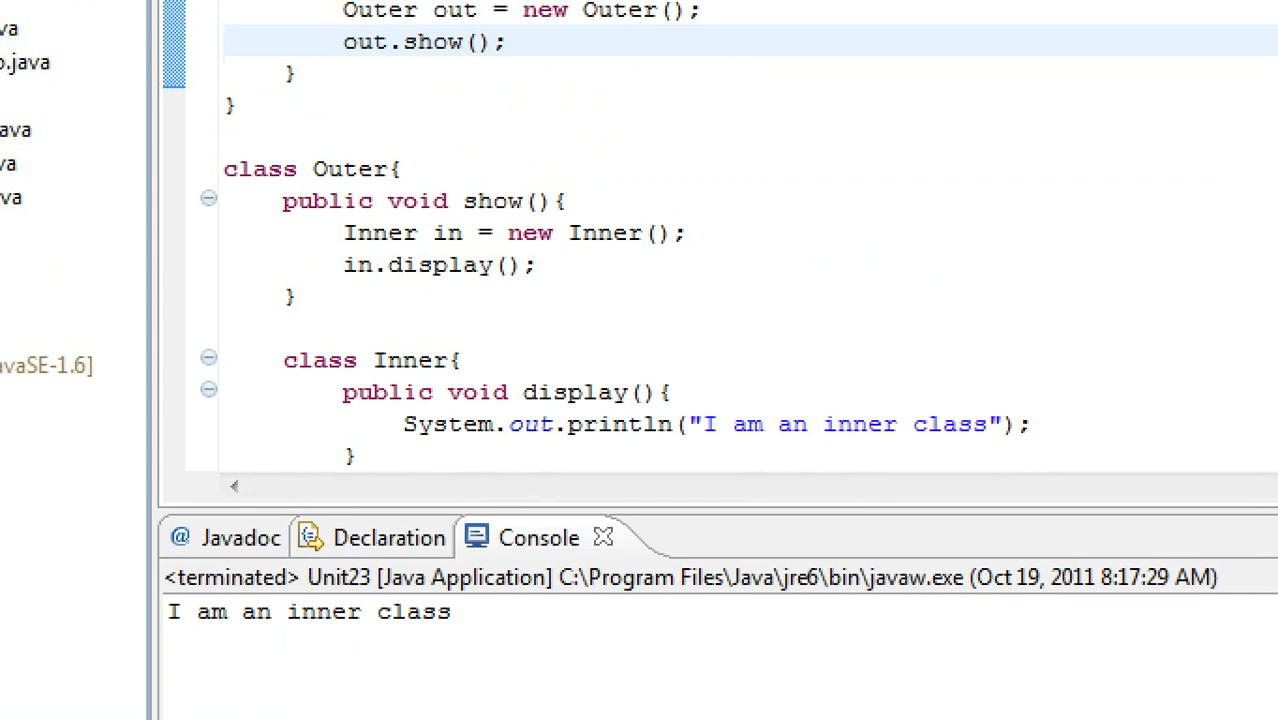 va
o.java
ava
va
va
avaSE-1.6]
Outer out = new Outer();
out.show();
}
}
class Outer{
public void show(){
Inner in = new Inner();
in.display();
}
class Inner{
public void display(){
System.out.println("I am an inner class");
}
@ Javadoc Declaration Console
<terminated> Unit23 [Java Application] C:\Program Files\Java\jre6\bin\javaw.exe (Oct 19, 2011 8:17:29 AM)
I am an inner class